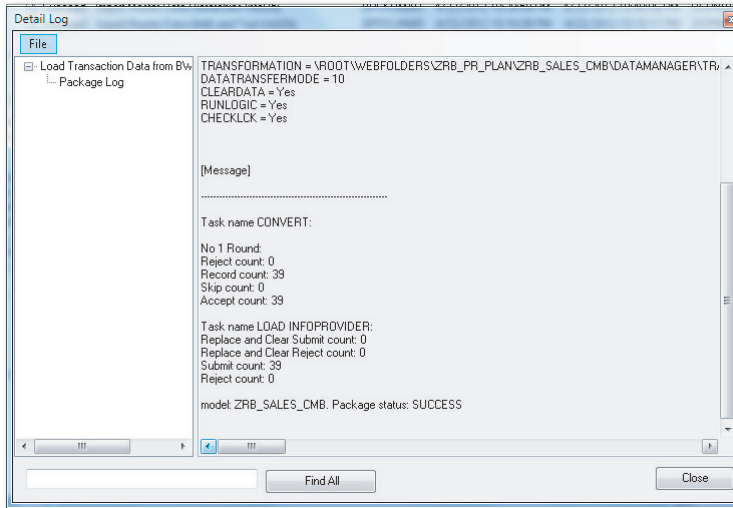 Detail Log
File
Load Transaction Data from BW
Package Log
TRANSFORMATION = \ROOT\WEBFOLDERS\ZRB_PR_PLAN\ZRB_SALES_CMB\DATAMANAGER\TRA
DATATRANSFERMODE = 10
CLEARDATA = Yes
RUNLOGIC = Yes
CHECKLCK = Yes
[Message]
--------------------------------------------------------------
Task name CONVERT:
No 1 Round:
Reject count: 0
Record count: 39
Skip count: 0
Accept count: 39
Task name LOAD INFOPROVIDER:
Replace and Clear Submit count: 0
Replace and Clear Reject count: 0
Submit count: 39
Reject count: 0
model: ZRB_SALES_CMB. Package status: SUCCESS
Find All
Close